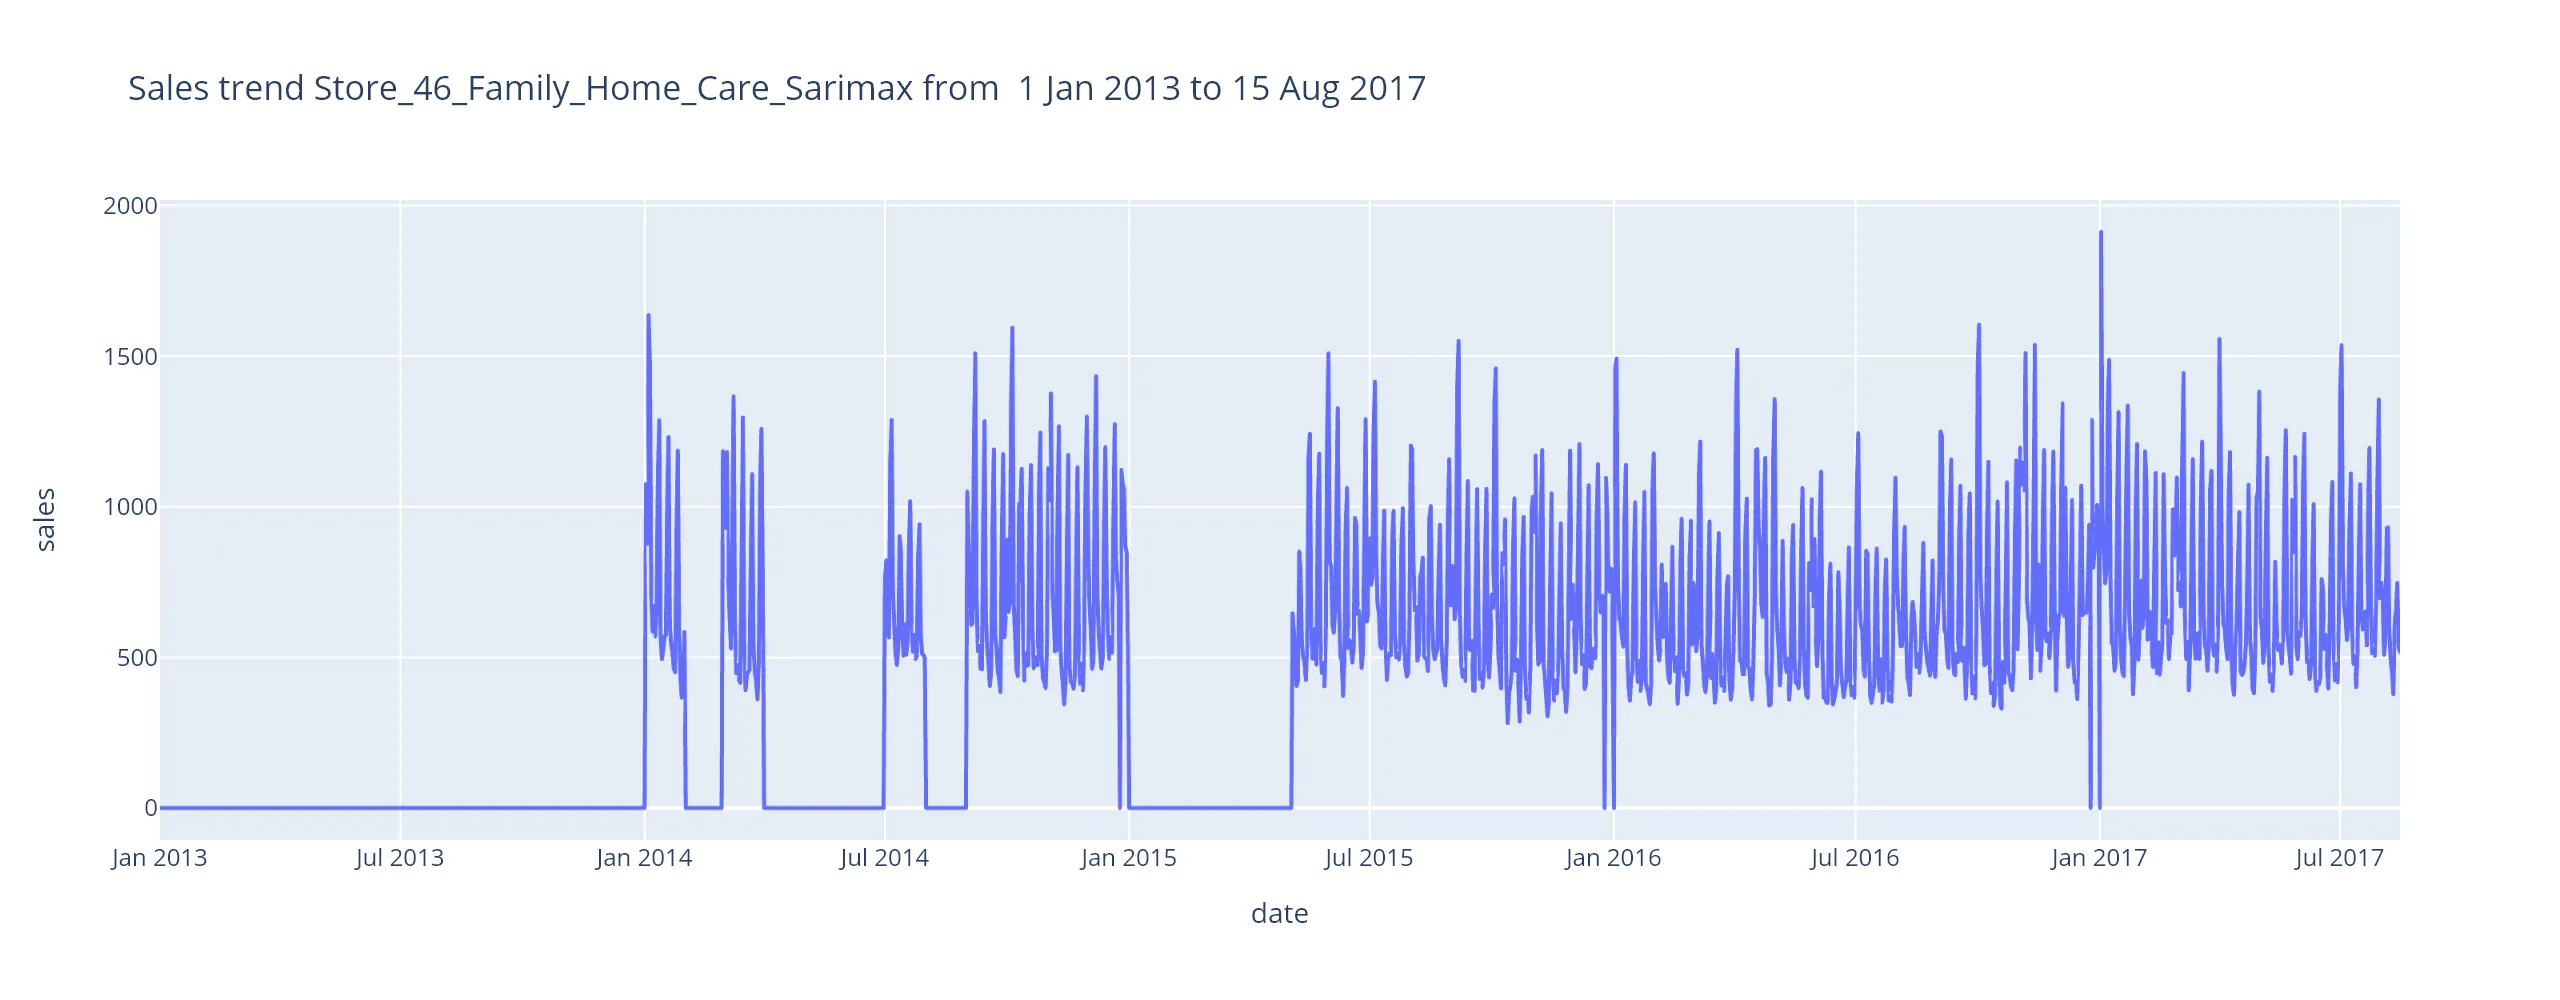 Sales trend Store_46_Family_Home_Care_Sarimax from  1 Jan 2013 to 15 Aug 2017
2000
1500
1000
500
0
sales
Jan 2013 Jul 2013 Jan 2014 Jul 2014 Jan 2015 Jul 2015 Jan 2016 Jul 2016 Jan 2017 Jul 2017
date